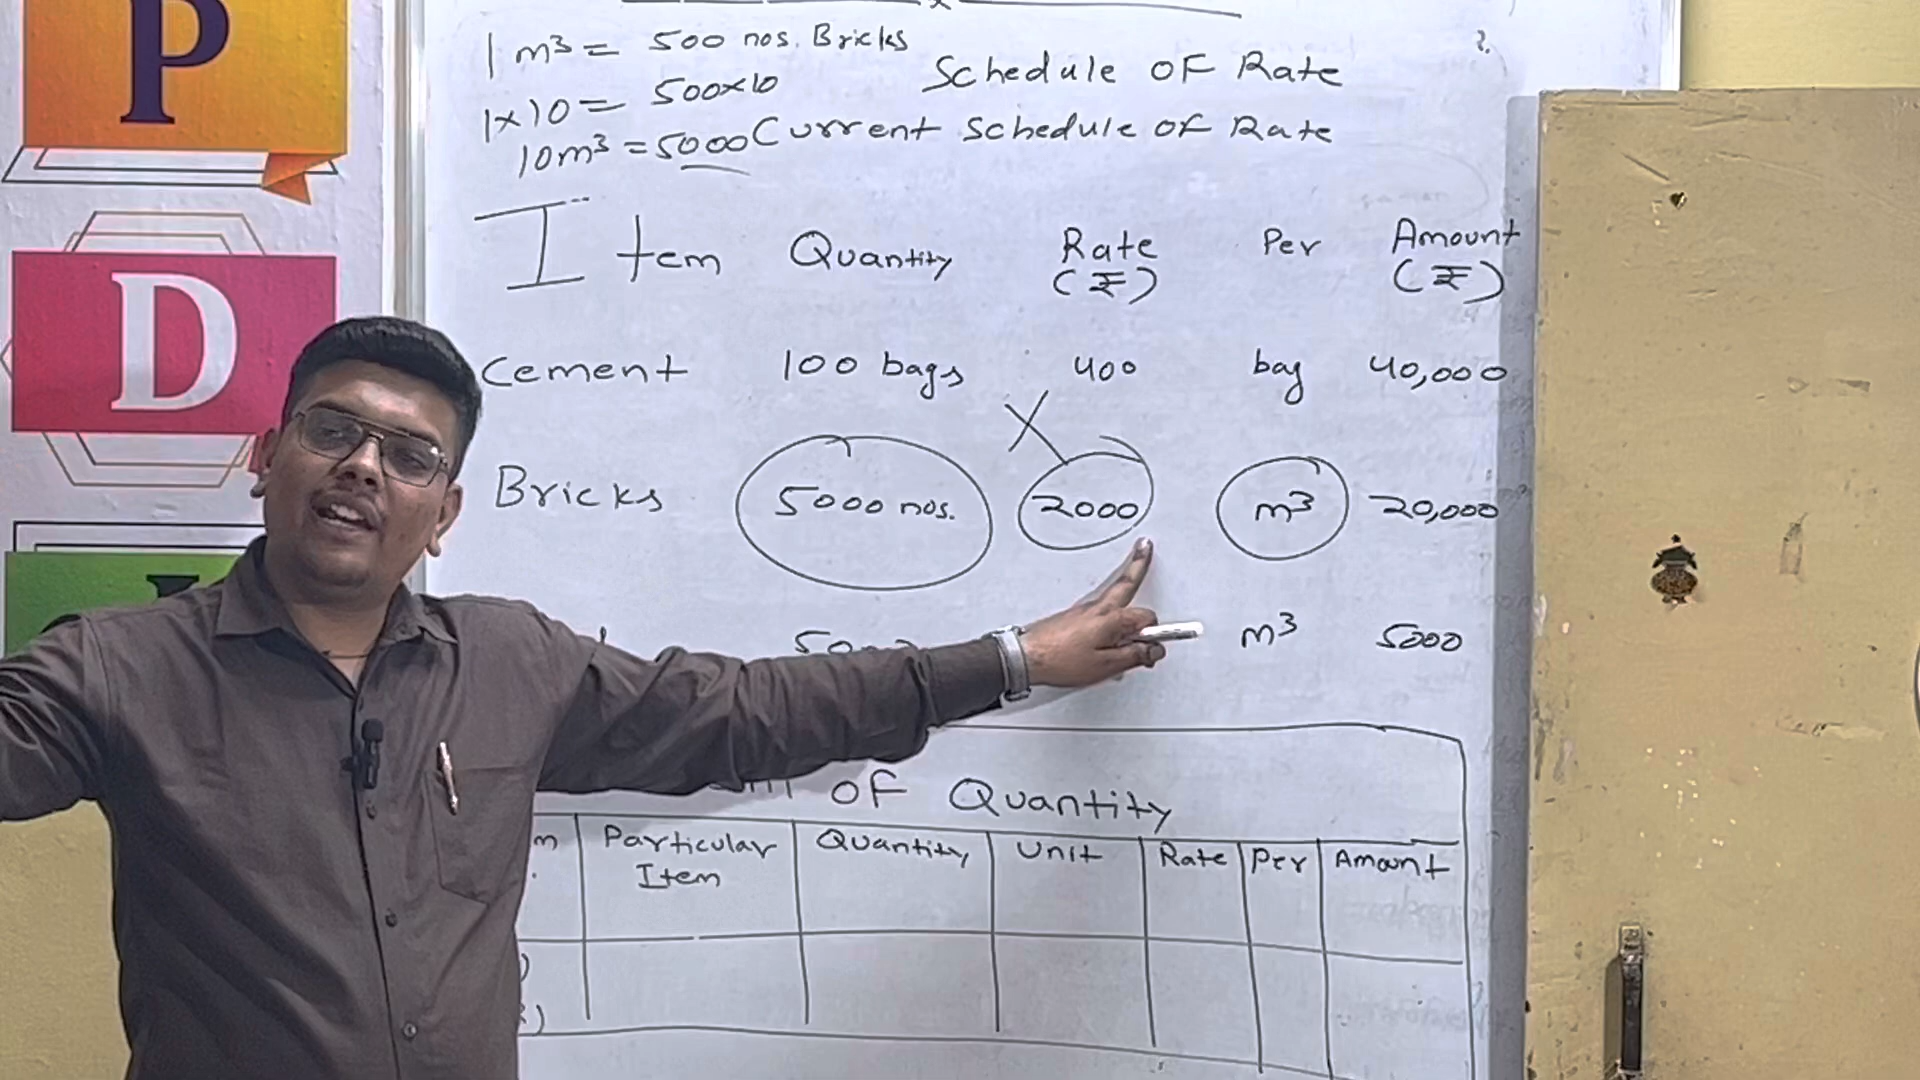 P
D
1 m³ = 500 nos. Bricks
1×10 = 500×10
10m³ = 5000
Schedule OF Rate
Current Schedule OF Rate
Item Quantity Rate (₹) Per Amount (₹)
Cement 100 bags 400 bag 40,000
X
Bricks 5000 nos. 2000 m³ 20,000
m³ 5000
OF Quantity
Particular Item Quantity Unit Rate Per Amount